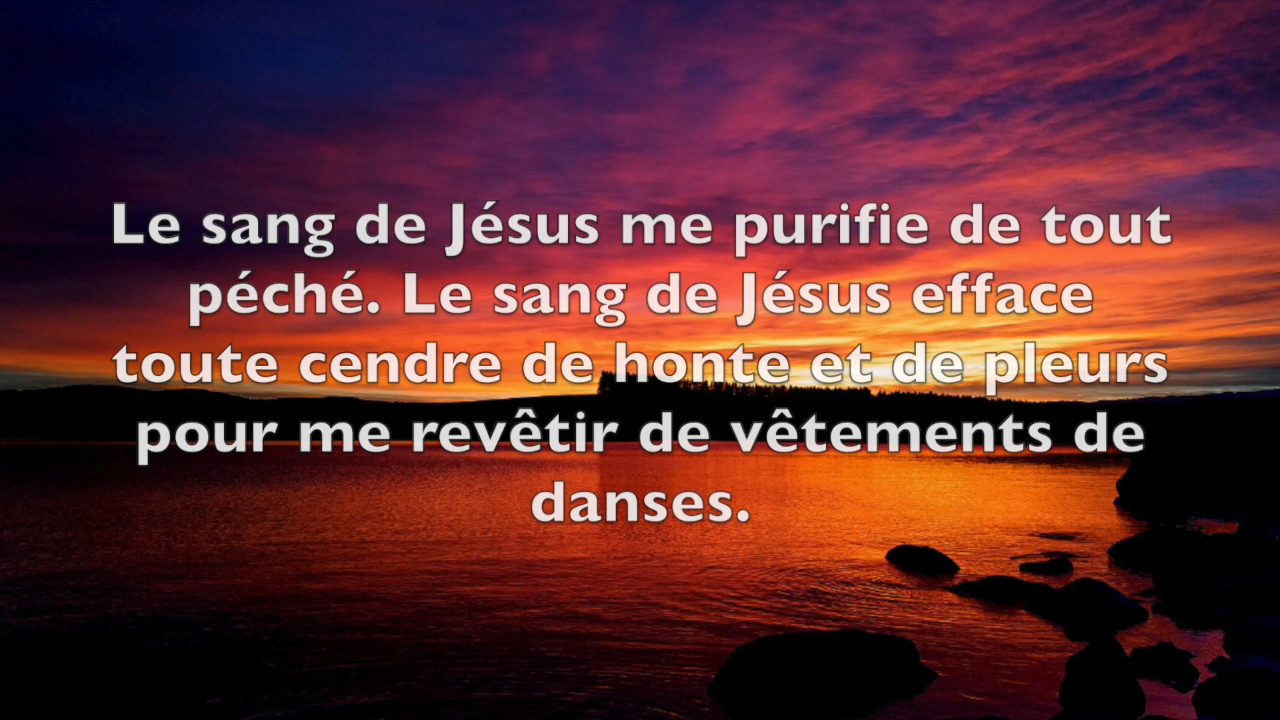 Le sang de Jésus me purifie de tout
péché. Le sang de Jésus efface
toute cendre de honte et de pleurs
pour me revêtir de vêtements de
danses.